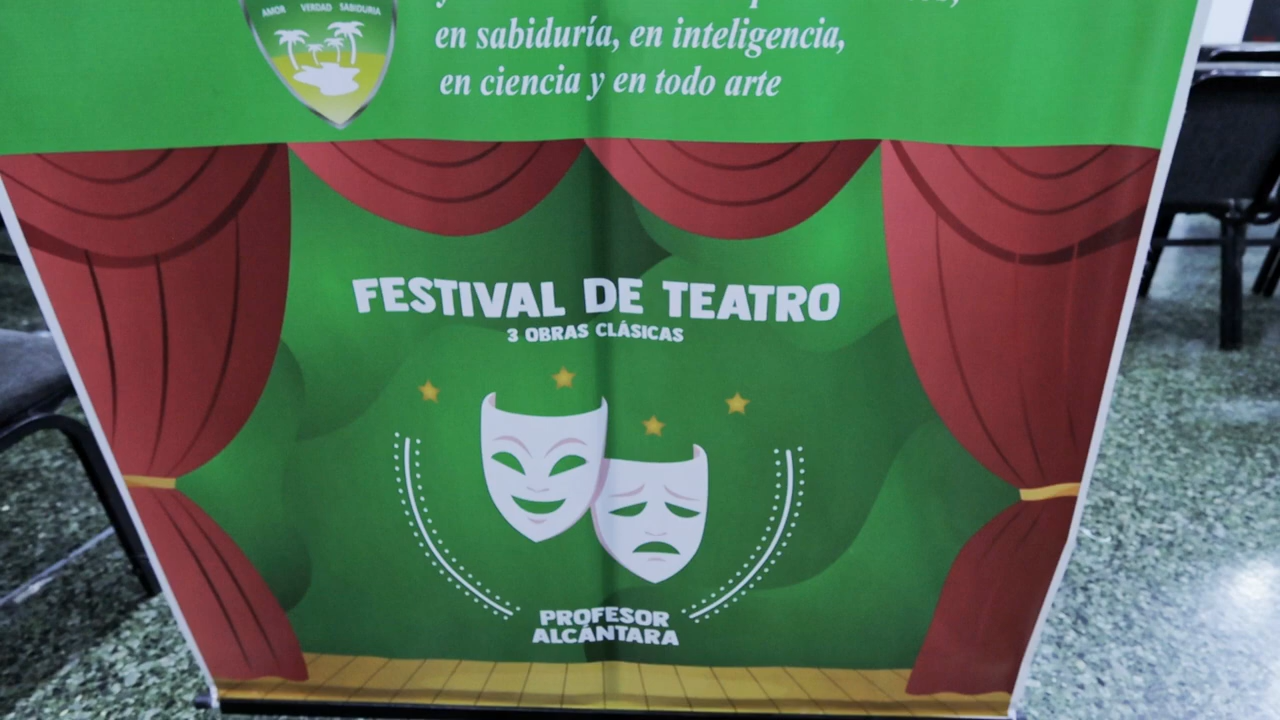 AMOR VERDAD SABIDURIA
en sabiduría, en inteligencia,
en ciencia y en todo arte
FESTIVAL DE TEATRO
3 OBRAS CLÁSICAS
PROFESOR
ALCÁNTARA